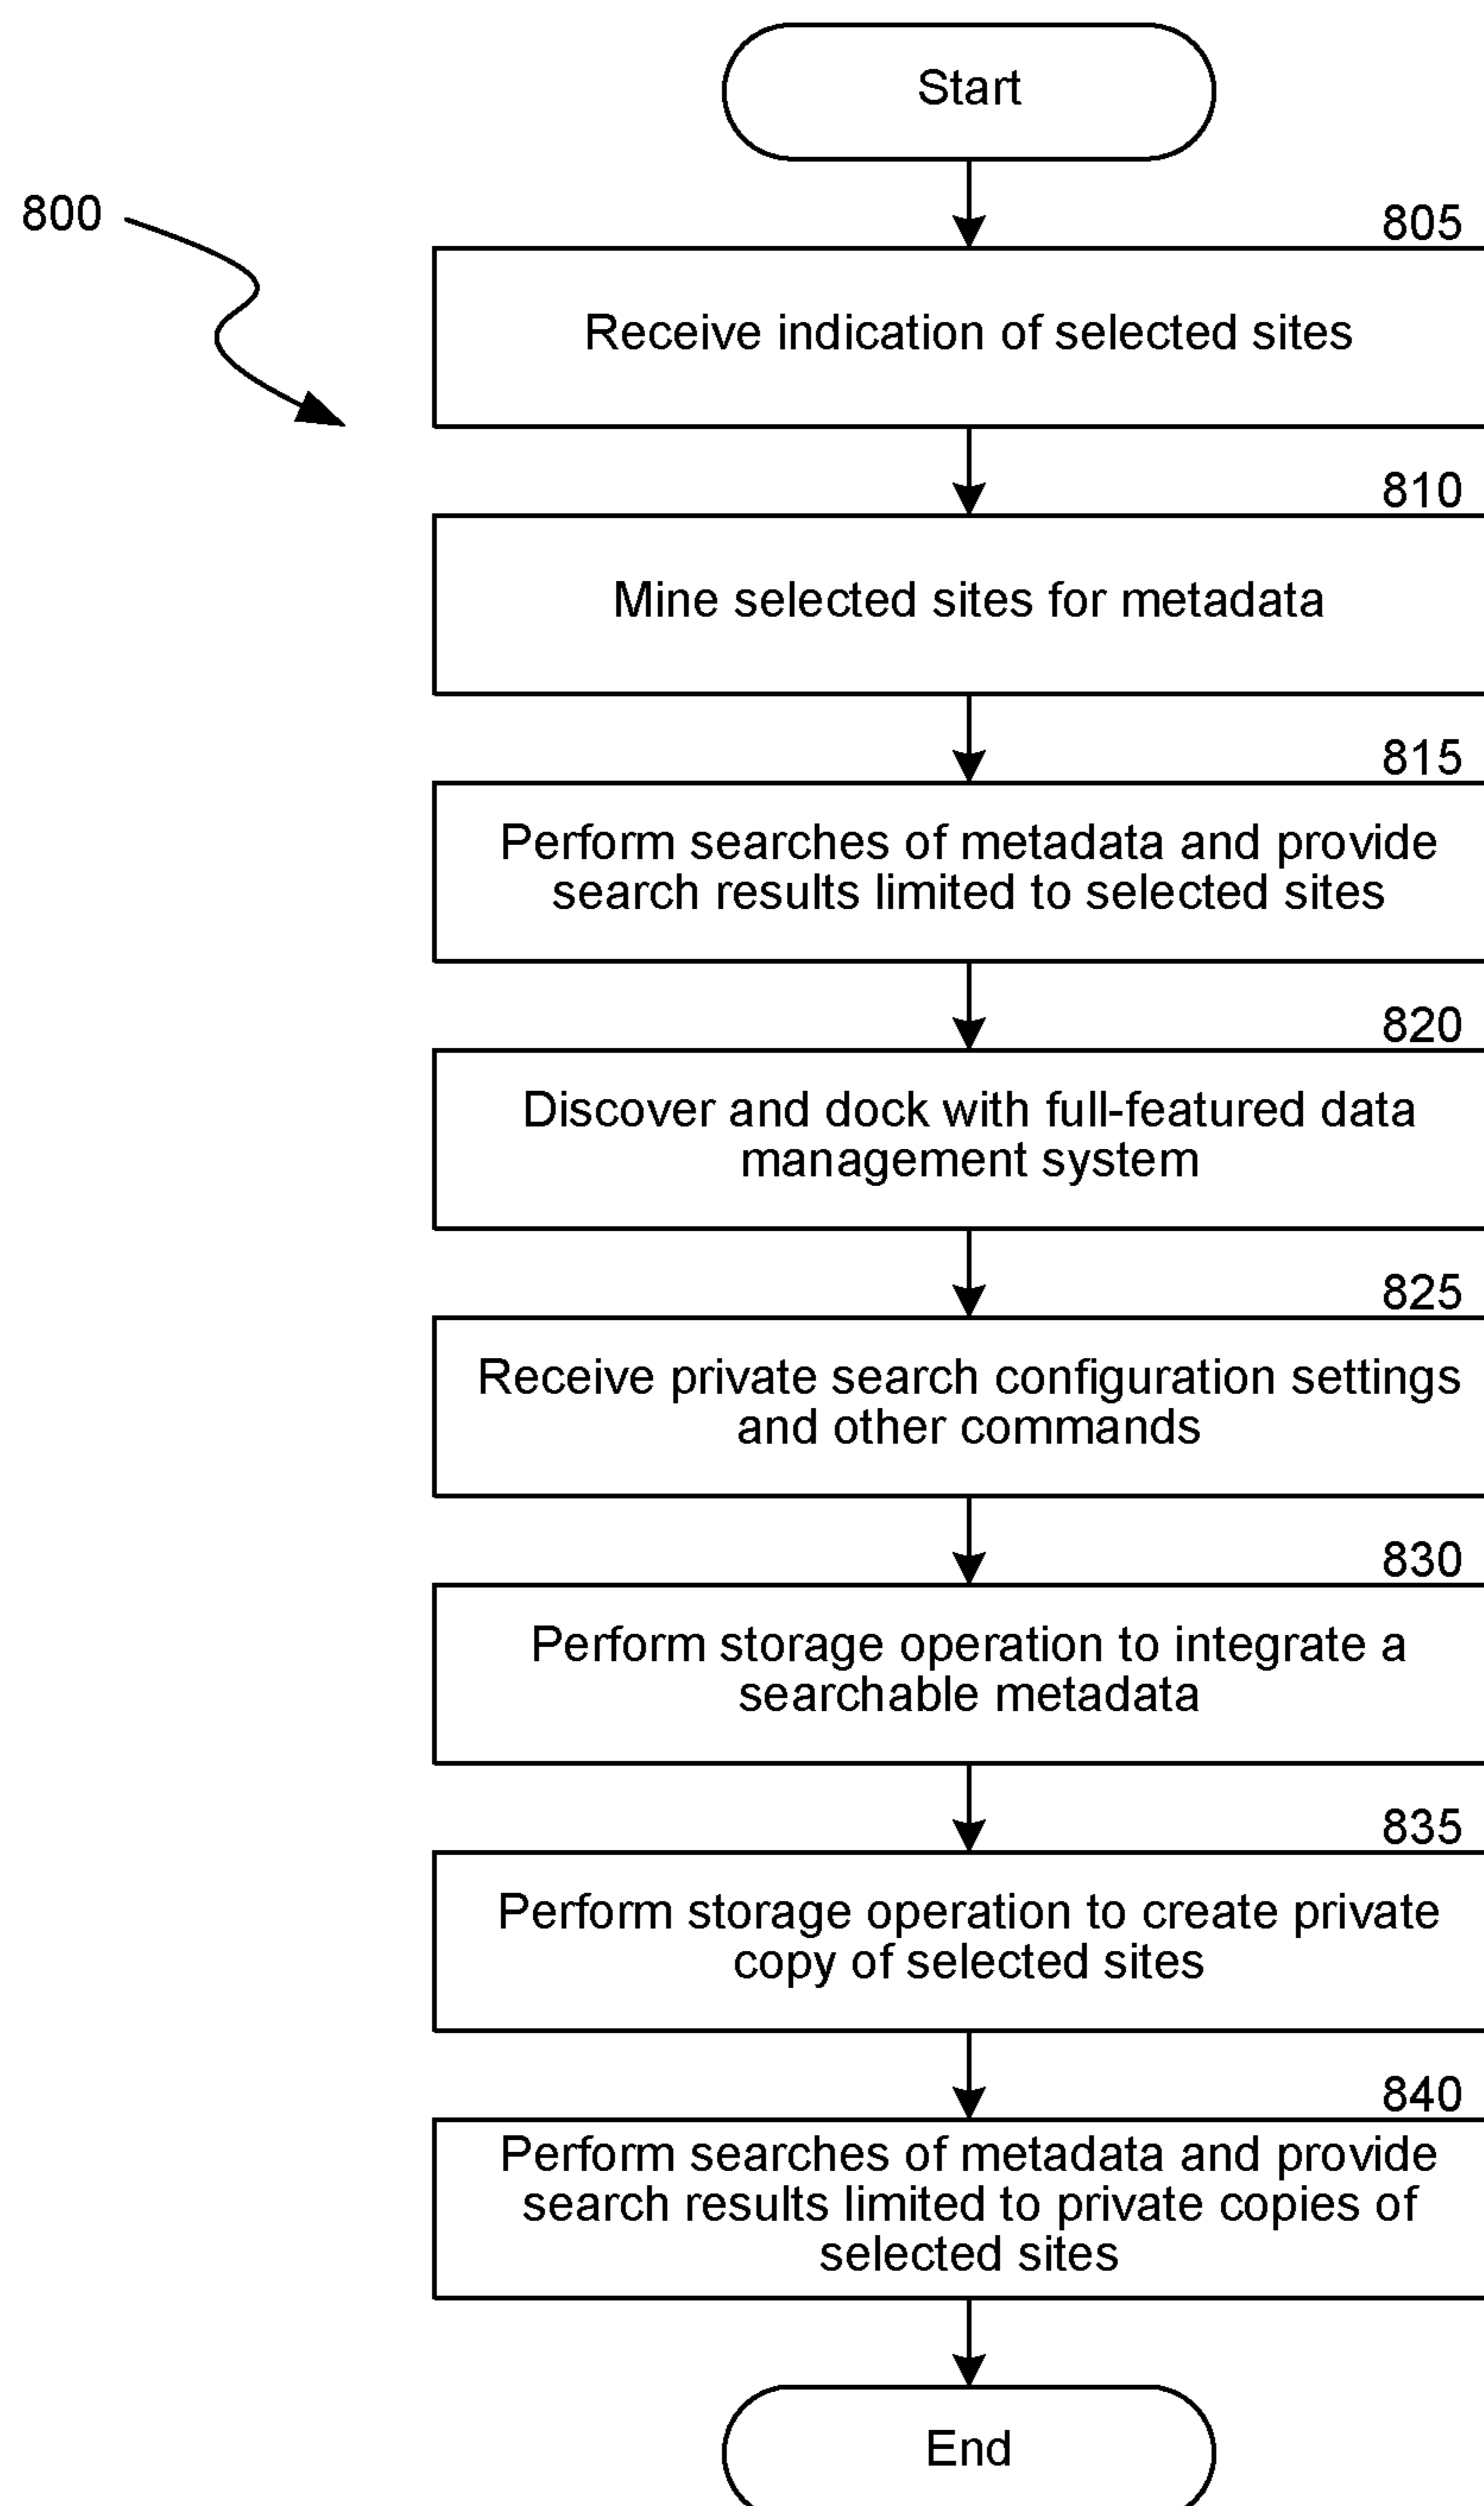 Start
800
805
Receive indication of selected sites
810
Mine selected sites for metadata
815
Perform searches of metadata and provide
search results limited to selected sites
820
Discover and dock with full-featured data
management system
825
Receive private search configuration settings
and other commands
830
Perform storage operation to integrate a
searchable metadata
835
Perform storage operation to create private
copy of selected sites
840
Perform searches of metadata and provide
search results limited to private copies of
selected sites
End